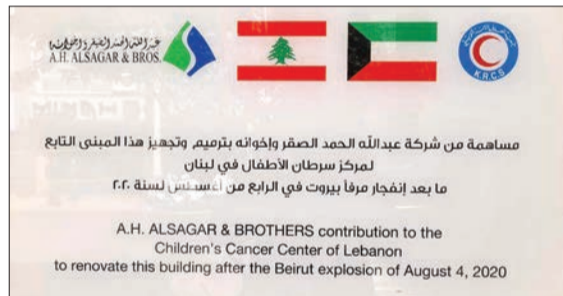 عبدالله الحمد الصقر وإخوانه
A.H. ALSAGAR & BROS.
K.R.C.S
مساهمة من شركة عبدالله الحمد الصقر وإخوانه بترميم، وتجهيز هذا المبنى التابع
لمركز سرطان الأطفال في لبنان
ما بعد إنفجار مرفأ بيروت في الرابع من أغسطس لسنة ٢٠٢٠
A.H. ALSAGAR & BROTHERS contribution to the
Children's Cancer Center of Lebanon
to renovate this building after the Beirut explosion of August 4, 2020